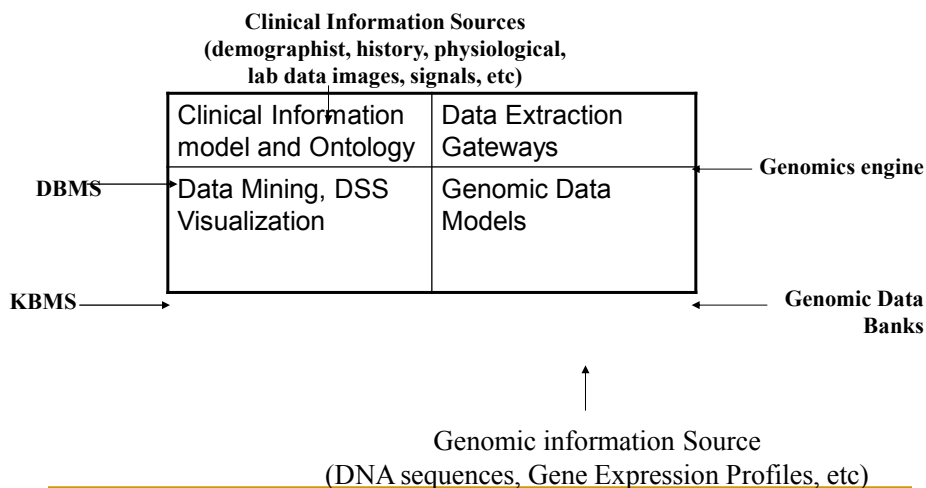 Clinical Information Sources
(demographist, history, physiological,
lab data images, signals, etc)
Clinical Information
model and Ontology
Data Extraction
Gateways
Genomics engine
DBMS
Data Mining, DSS
Visualization
Genomic Data
Models
KBMS
Genomic Data
Banks
Genomic information Source
(DNA sequences, Gene Expression Profiles, etc)